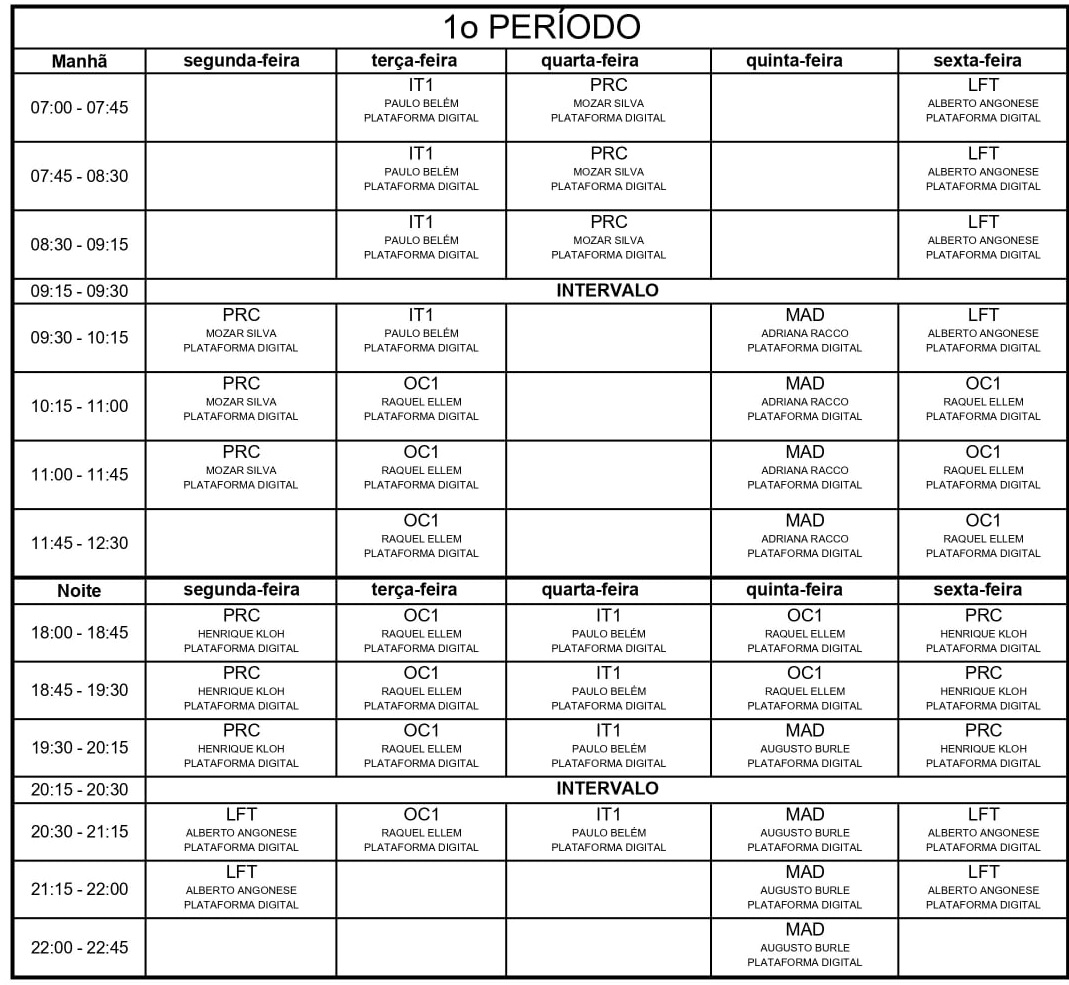 1o PERÍODO
Manhã segunda-feira terça-feira quarta-feira quinta-feira sexta-feira
07:00 - 07:45 IT1 PRC LFT
PAULO BELÉM MOZAR SILVA ALBERTO ANGONESE
PLATAFORMA DIGITAL PLATAFORMA DIGITAL PLATAFORMA DIGITAL
07:45 - 08:30 IT1 PRC LFT
PAULO BELÉM MOZAR SILVA ALBERTO ANGONESE
PLATAFORMA DIGITAL PLATAFORMA DIGITAL PLATAFORMA DIGITAL
08:30 - 09:15 IT1 PRC LFT
PAULO BELÉM MOZAR SILVA ALBERTO ANGONESE
PLATAFORMA DIGITAL PLATAFORMA DIGITAL PLATAFORMA DIGITAL
09:15 - 09:30 INTERVALO
09:30 - 10:15 PRC IT1 MAD LFT
MOZAR SILVA PAULO BELÉM ADRIANA RACCO ALBERTO ANGONESE
PLATAFORMA DIGITAL PLATAFORMA DIGITAL PLATAFORMA DIGITAL PLATAFORMA DIGITAL
10:15 - 11:00 PRC OC1 MAD OC1
MOZAR SILVA RAQUEL ELLEM ADRIANA RACCO RAQUEL ELLEM
PLATAFORMA DIGITAL PLATAFORMA DIGITAL PLATAFORMA DIGITAL PLATAFORMA DIGITAL
11:00 - 11:45 PRC OC1 MAD OC1
MOZAR SILVA RAQUEL ELLEM ADRIANA RACCO RAQUEL ELLEM
PLATAFORMA DIGITAL PLATAFORMA DIGITAL PLATAFORMA DIGITAL PLATAFORMA DIGITAL
11:45 - 12:30 OC1 MAD OC1
RAQUEL ELLEM ADRIANA RACCO RAQUEL ELLEM
PLATAFORMA DIGITAL PLATAFORMA DIGITAL PLATAFORMA DIGITAL
Noite segunda-feira terça-feira quarta-feira quinta-feira sexta-feira
18:00 - 18:45 PRC OC1 IT1 OC1 PRC
HENRIQUE KLOH RAQUEL ELLEM PAULO BELÉM RAQUEL ELLEM HENRIQUE KLOH
PLATAFORMA DIGITAL PLATAFORMA DIGITAL PLATAFORMA DIGITAL PLATAFORMA DIGITAL PLATAFORMA DIGITAL
18:45 - 19:30 PRC OC1 IT1 OC1 PRC
HENRIQUE KLOH RAQUEL ELLEM PAULO BELÉM RAQUEL ELLEM HENRIQUE KLOH
PLATAFORMA DIGITAL PLATAFORMA DIGITAL PLATAFORMA DIGITAL PLATAFORMA DIGITAL PLATAFORMA DIGITAL
19:30 - 20:15 PRC OC1 IT1 MAD PRC
HENRIQUE KLOH RAQUEL ELLEM PAULO BELÉM AUGUSTO BURLE HENRIQUE KLOH
PLATAFORMA DIGITAL PLATAFORMA DIGITAL PLATAFORMA DIGITAL PLATAFORMA DIGITAL PLATAFORMA DIGITAL
20:15 - 20:30 INTERVALO
20:30 - 21:15 LFT OC1 IT1 MAD LFT
ALBERTO ANGONESE RAQUEL ELLEM PAULO BELÉM AUGUSTO BURLE ALBERTO ANGONESE
PLATAFORMA DIGITAL PLATAFORMA DIGITAL PLATAFORMA DIGITAL PLATAFORMA DIGITAL PLATAFORMA DIGITAL
21:15 - 22:00 LFT MAD LFT
ALBERTO ANGONESE AUGUSTO BURLE ALBERTO ANGONESE
PLATAFORMA DIGITAL PLATAFORMA DIGITAL PLATAFORMA DIGITAL
22:00 - 22:45 MAD
AUGUSTO BURLE
PLATAFORMA DIGITAL